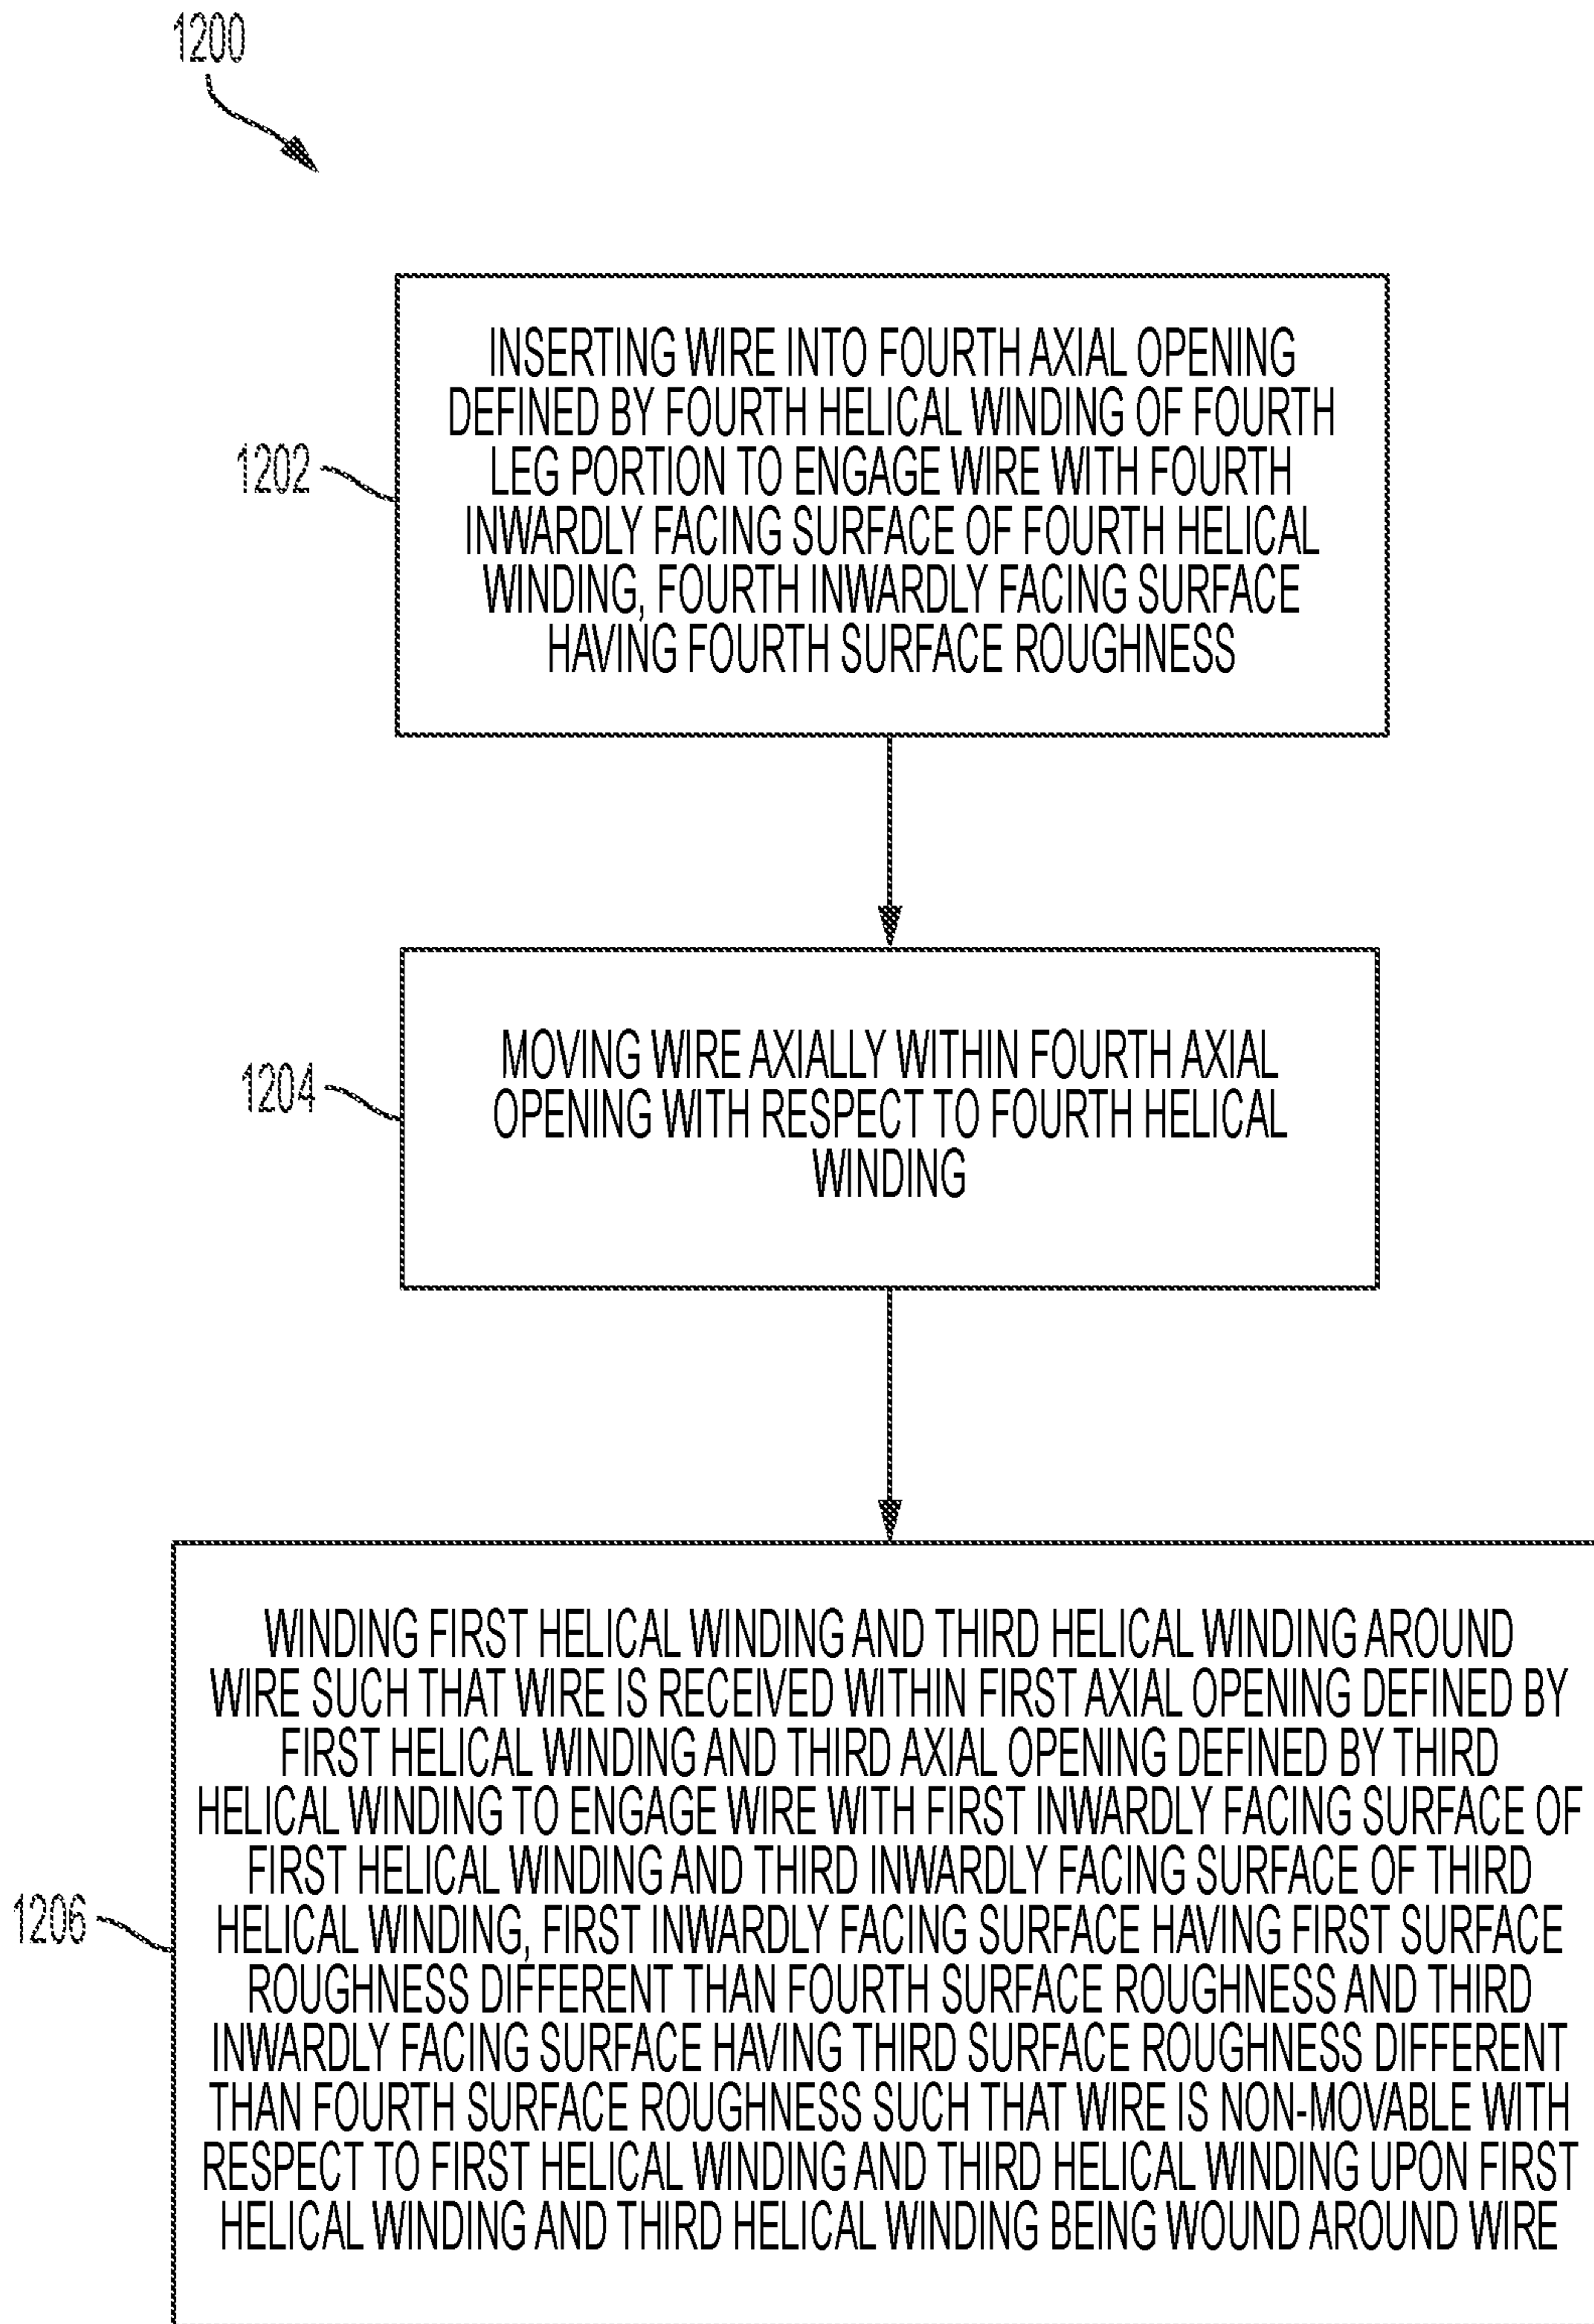 1200
INSERTING WIRE INTO FOURTH AXIAL OPENING
DEFINED BY FOURTH HELICAL WINDING OF FOURTH
LEG PORTION TO ENGAGE WIRE WITH FOURTH
INWARDLY FACING SURFACE OF FOURTH HELICAL
WINDING, FOURTH INWARDLY FACING SURFACE
HAVING FOURTH SURFACE ROUGHNESS
1202
MOVING WIRE AXIALLY WITHIN FOURTH AXIAL
OPENING WITH RESPECT TO FOURTH HELICAL
WINDING
1204
WINDING FIRST HELICAL WINDING AND THIRD HELICAL WINDING AROUND
WIRE SUCH THAT WIRE IS RECEIVED WITHIN FIRST AXIAL OPENING DEFINED BY
FIRST HELICAL WINDING AND THIRD AXIAL OPENING DEFINED BY THIRD
HELICAL WINDING TO ENGAGE WIRE WITH FIRST INWARDLY FACING SURFACE OF
FIRST HELICAL WINDING AND THIRD INWARDLY FACING SURFACE OF THIRD
HELICAL WINDING, FIRST INWARDLY FACING SURFACE HAVING FIRST SURFACE
ROUGHNESS DIFFERENT THAN FOURTH SURFACE ROUGHNESS AND THIRD
INWARDLY FACING SURFACE HAVING THIRD SURFACE ROUGHNESS DIFFERENT
THAN FOURTH SURFACE ROUGHNESS SUCH THAT WIRE IS NON-MOVABLE WITH
RESPECT TO FIRST HELICAL WINDING AND THIRD HELICAL WINDING UPON FIRST
HELICAL WINDING AND THIRD HELICAL WINDING BEING WOUND AROUND WIRE
1206